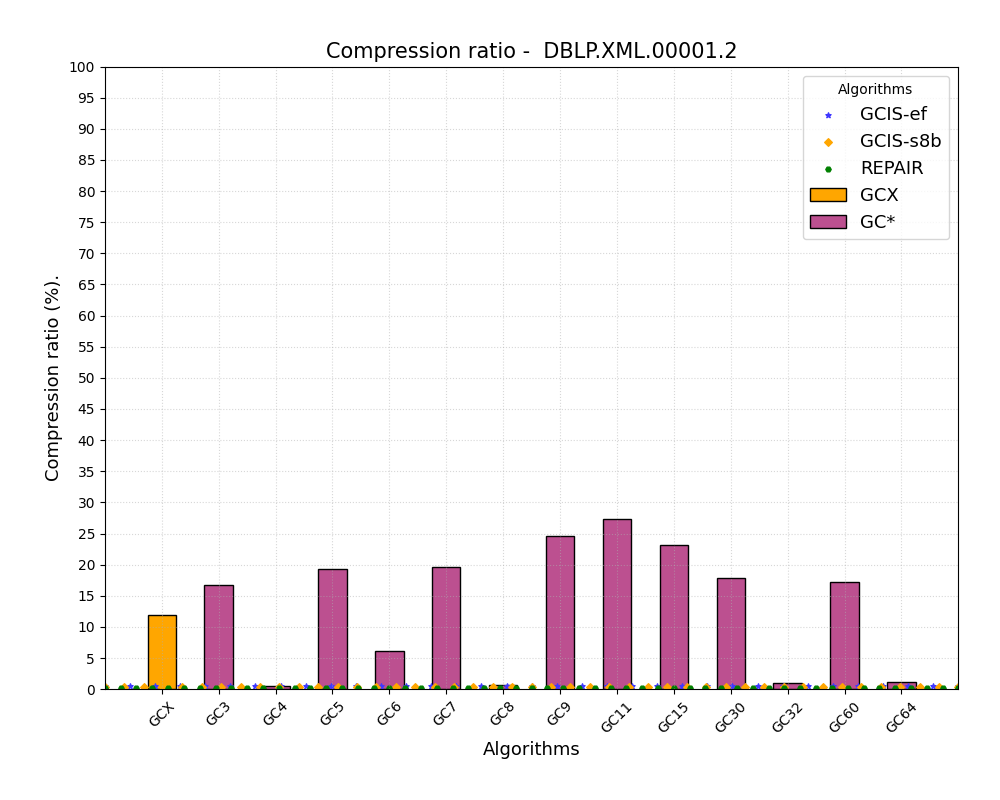 Compression ratio -  DBLP.XML.00001.2
100
95
90
85
80
75
70
65
60
55
50
45
40
35
30
25
20
15
10
5
0
Compression ratio (%).
Algorithms
GCIS-ef
GCIS-s8b
REPAIR
GCX
GC*
GCX GC3 GC4 GC5 GC6 GC7 GC8 GC9 GC11 GC15 GC30 GC32 GC60 GC64
Algorithms